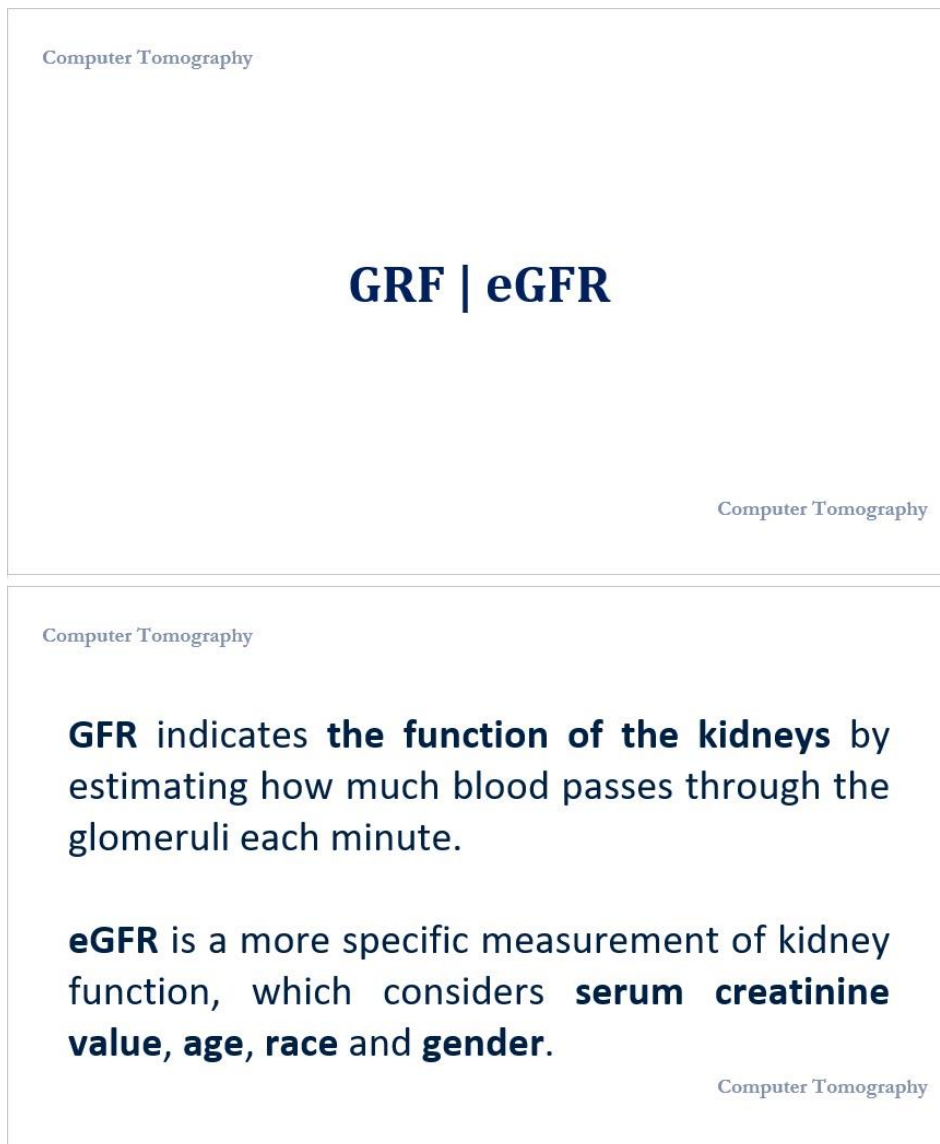 Computer Tomography
GRF | eGFR
Computer Tomography
Computer Tomography
GFR indicates the function of the kidneys by
estimating how much blood passes through the
glomeruli each minute.
eGFR is a more specific measurement of kidney
function, which considers serum creatinine
value, age, race and gender.
Computer Tomography